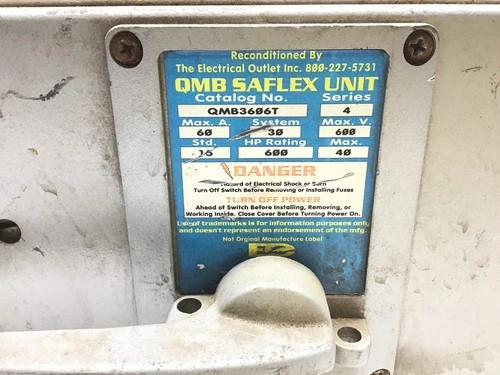 Reconditioned By
The Electrical Outlet Inc. 800-227-5731
QMB SAFLEX UNIT
Catalog No. Series
QMB3606T 4
Max. A. System Max. V.
60 30 600
Std. HP Rating Max.
15 600 40
DANGER
Hazard of Electrical Shock or Burn
Turn Off Switch Before Removing or Installing Fuses
TURN OFF POWER
Ahead of Switch Before Installing, Removing, or
Working Inside. Close Cover Before Turning Power On.
Use of trademarks is for information purposes only
and doesn't represent an endorsement of the mfg.
Not Orginal Manufacture Label